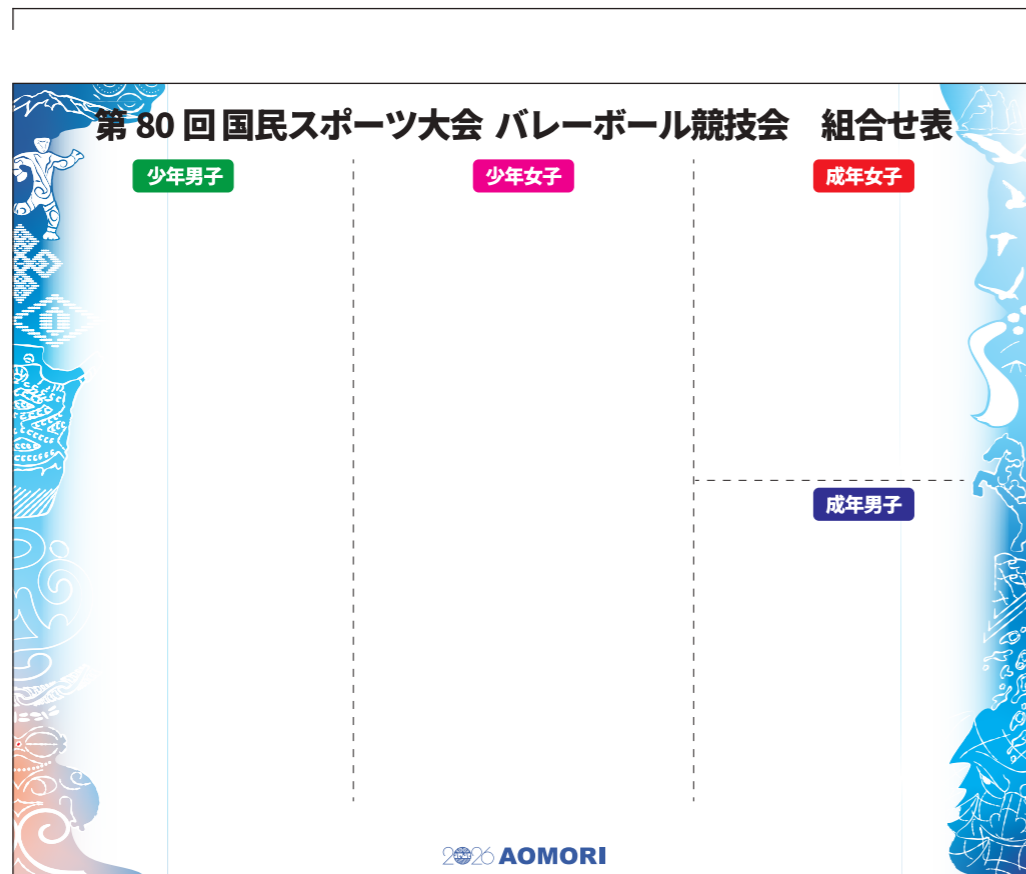 第 80 回 国民スポーツ大会 バレーボール競技会　組合せ表
少年男子
少年女子
成年女子
成年男子
2026 AOMORI